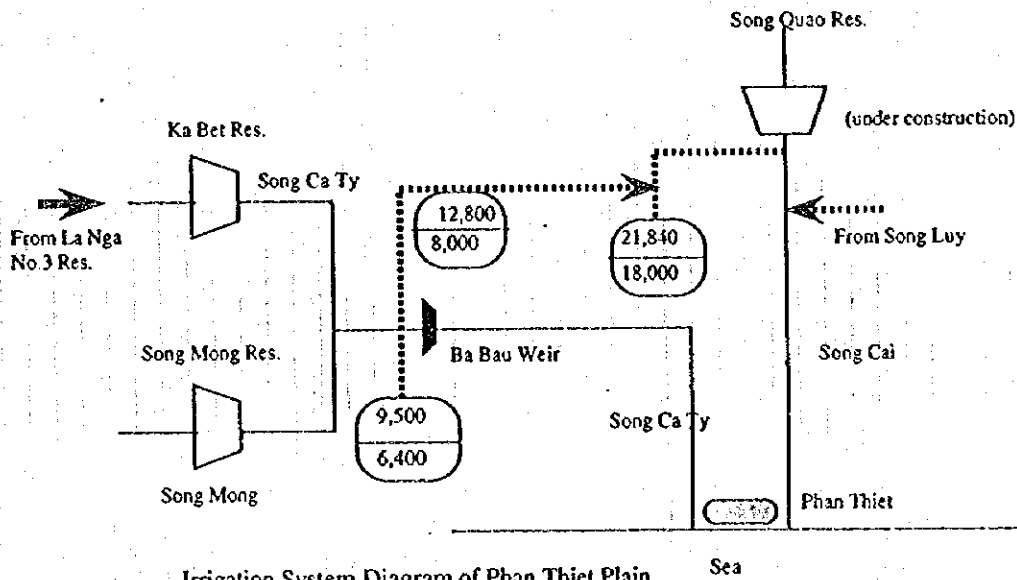 Song Quao Res.
(under construction)
Ka Bet Res.
Song Ca Ty
From La Nga
No.3 Res.
12,800
8,000
21,840
18,000
From Song Luy
Song Mong Res.
Ba Bau Weir
Song Cai
9,500
6,400
Song Ca Ty
Song Mong
Phan Thiet
Irrigation System Diagram of Phan Thiet Plain
Sea